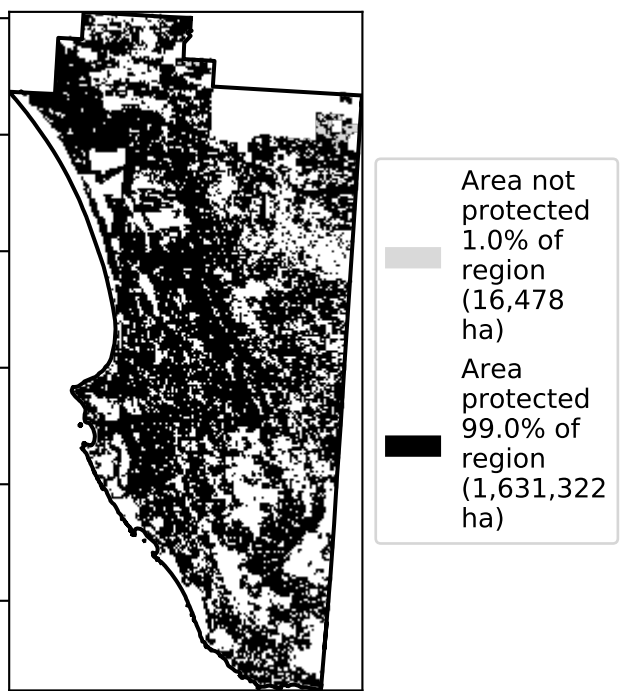 Area not
protected
1.0% of
region
(16,478
ha)
Area
protected
99.0% of
region
(1,631,322
ha)